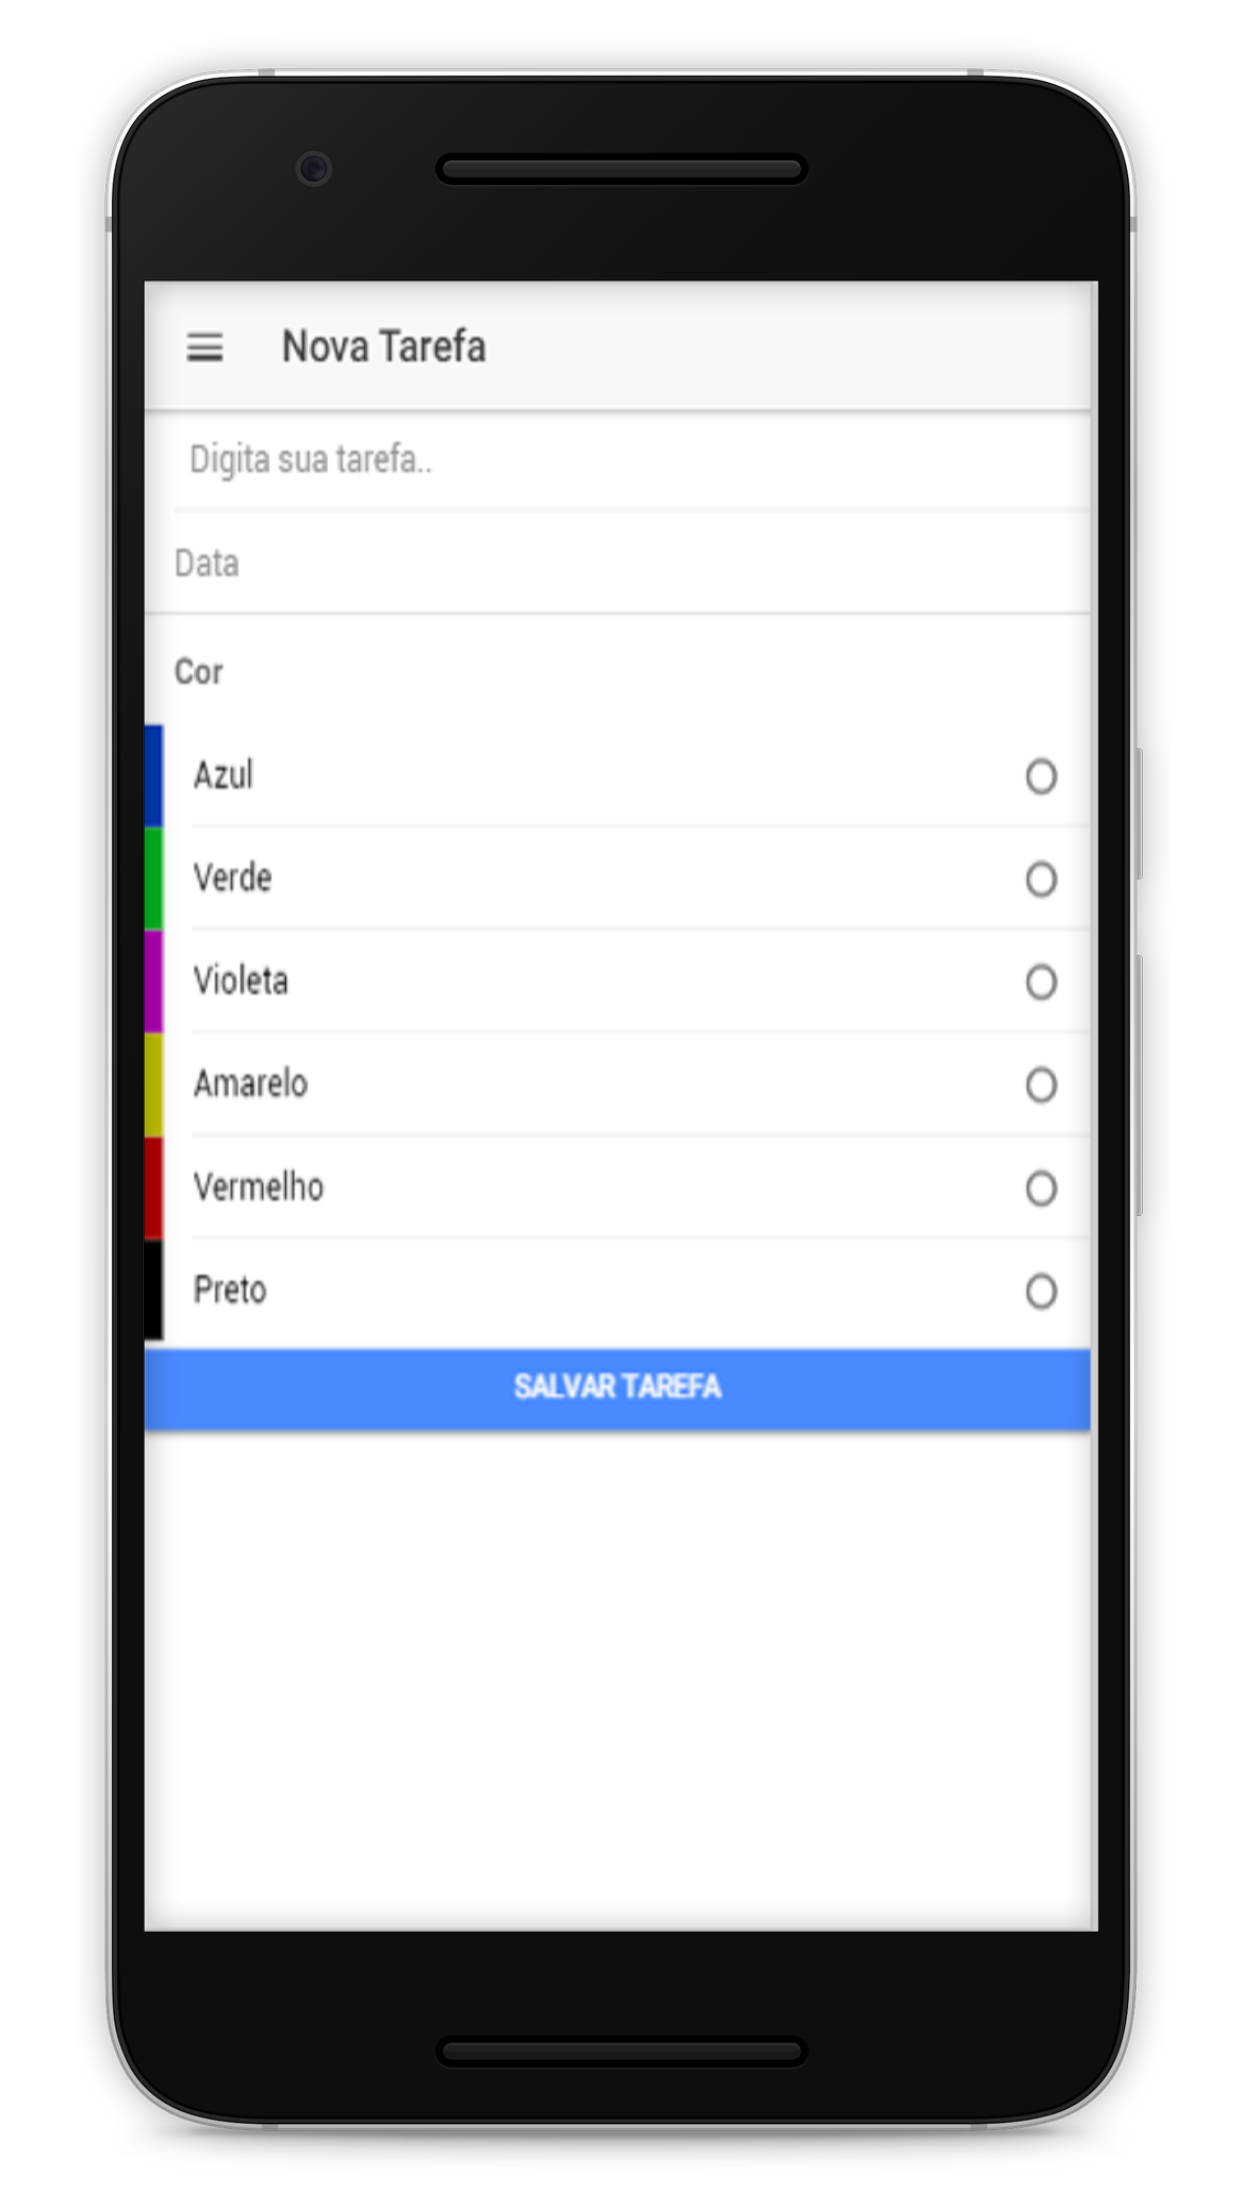 Nova Tarefa
Digita sua tarefa..
Data
Cor
Azul
Verde
Violeta
Amarelo
Vermelho
Preto
SALVAR TAREFA